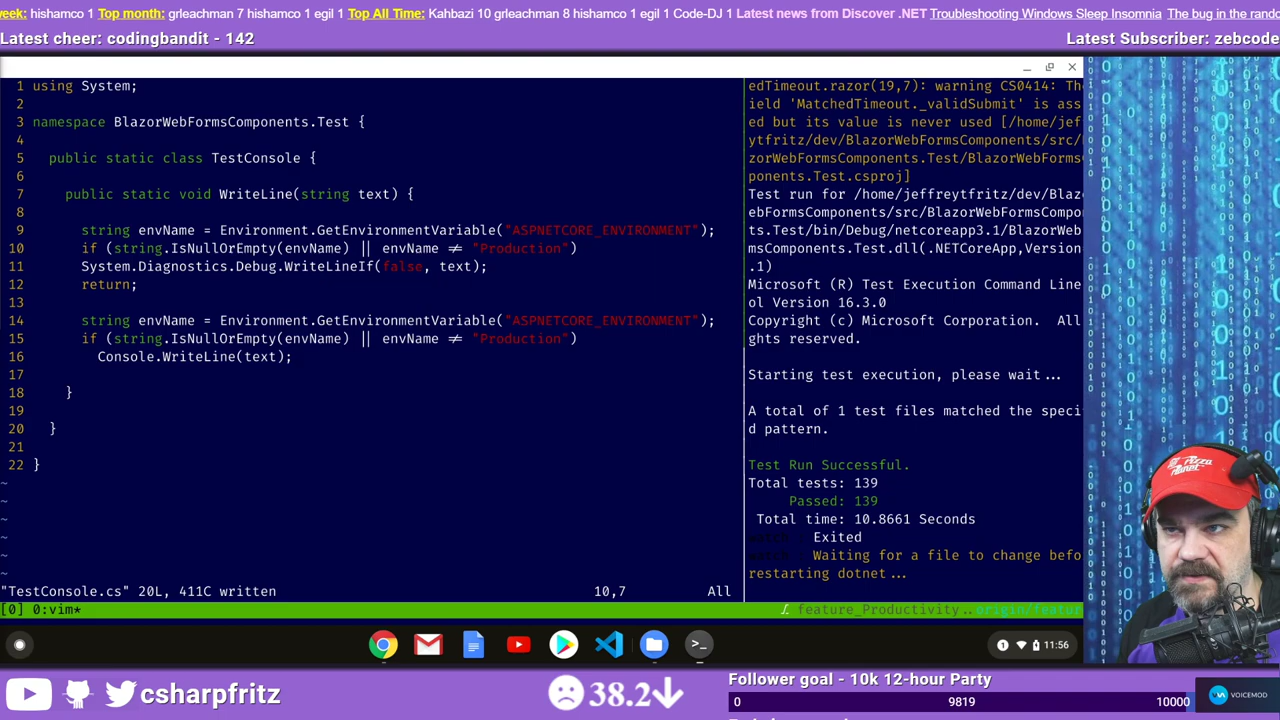 week: hishamco 1 Top month: grleachman 7 hishamco 1 egil 1 Top All Time: Kahbazi 10 grleachman 8 hishamco 1 egil 1 Code-DJ 1 Latest news from Discover .NET Troubleshooting Windows Sleep Insomnia The bug in the rando
Latest cheer: codingbandit - 142
Latest Subscriber: zebcode
1 using System;
2
3 namespace BlazorWebFormsComponents.Test {
4
5 public static class TestConsole {
6
7 public static void WriteLine(string text) {
8
9 string envName = Environment.GetEnvironmentVariable("ASPNETCORE_ENVIRONMENT");
10 if (string.IsNullOrEmpty(envName) || envName ≠ "Production")
11 System.Diagnostics.Debug.WriteLineIf(false, text);
12 return;
13
14 string envName = Environment.GetEnvironmentVariable("ASPNETCORE_ENVIRONMENT");
15 if (string.IsNullOrEmpty(envName) || envName ≠ "Production")
16 Console.WriteLine(text);
17
18 }
19
20 }
21
22 }
~
~
~
~
~
~
"TestConsole.cs" 20L, 411C written 10,7 All
edTimeout.razor(19,7): warning CS0414: The
ield 'MatchedTimeout._validSubmit' is ass
ed but its value is never used [/home/jef
ytfritz/dev/BlazorWebFormsComponents/src/
zorWebFormsComponents.Test/BlazorWebForms
ponents.Test.csproj]
Test run for /home/jeffreytfritz/dev/Blaz
ebFormsComponents/src/BlazorWebFormsCompo
ts.Test/bin/Debug/netcoreapp3.1/BlazorWeb
msComponents.Test.dll(.NETCoreApp,Version
.1)
Microsoft (R) Test Execution Command Line
ol Version 16.3.0
Copyright (c) Microsoft Corporation. All
ghts reserved.
Starting test execution, please wait...
A total of 1 test files matched the speci
d pattern.
Test Run Successful.
Total tests: 139
Passed: 139
Total time: 10.8661 Seconds
watch : Exited
watch : Waiting for a file to change befo
restarting dotnet...
[0] 0:vim* feature_Productivity..origin/featur
Pizza Planet
1 11:56
csharpfritz
38.2
Follower goal - 10k 12-hour Party
0 9819 10000
VOICEMOD